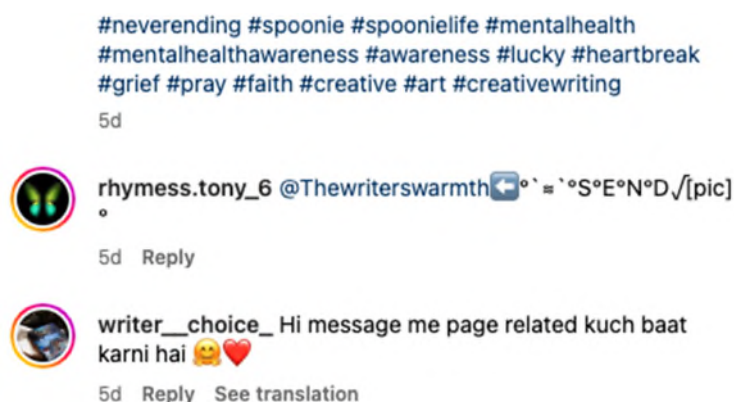 #neverending #spoonie #spoonielife #mentalhealth
#mentalhealthawareness #awareness #lucky #heartbreak
#grief #pray #faith #creative #art #creativewriting
5d
rhymess.tony_6 @Thewriterswarmth⬅️°`≈`°S°E°N°D√[pic]
°
5d Reply
writer__choice_ Hi message me page related kuch baat
karni hai 🤗❤️
5d Reply See translation